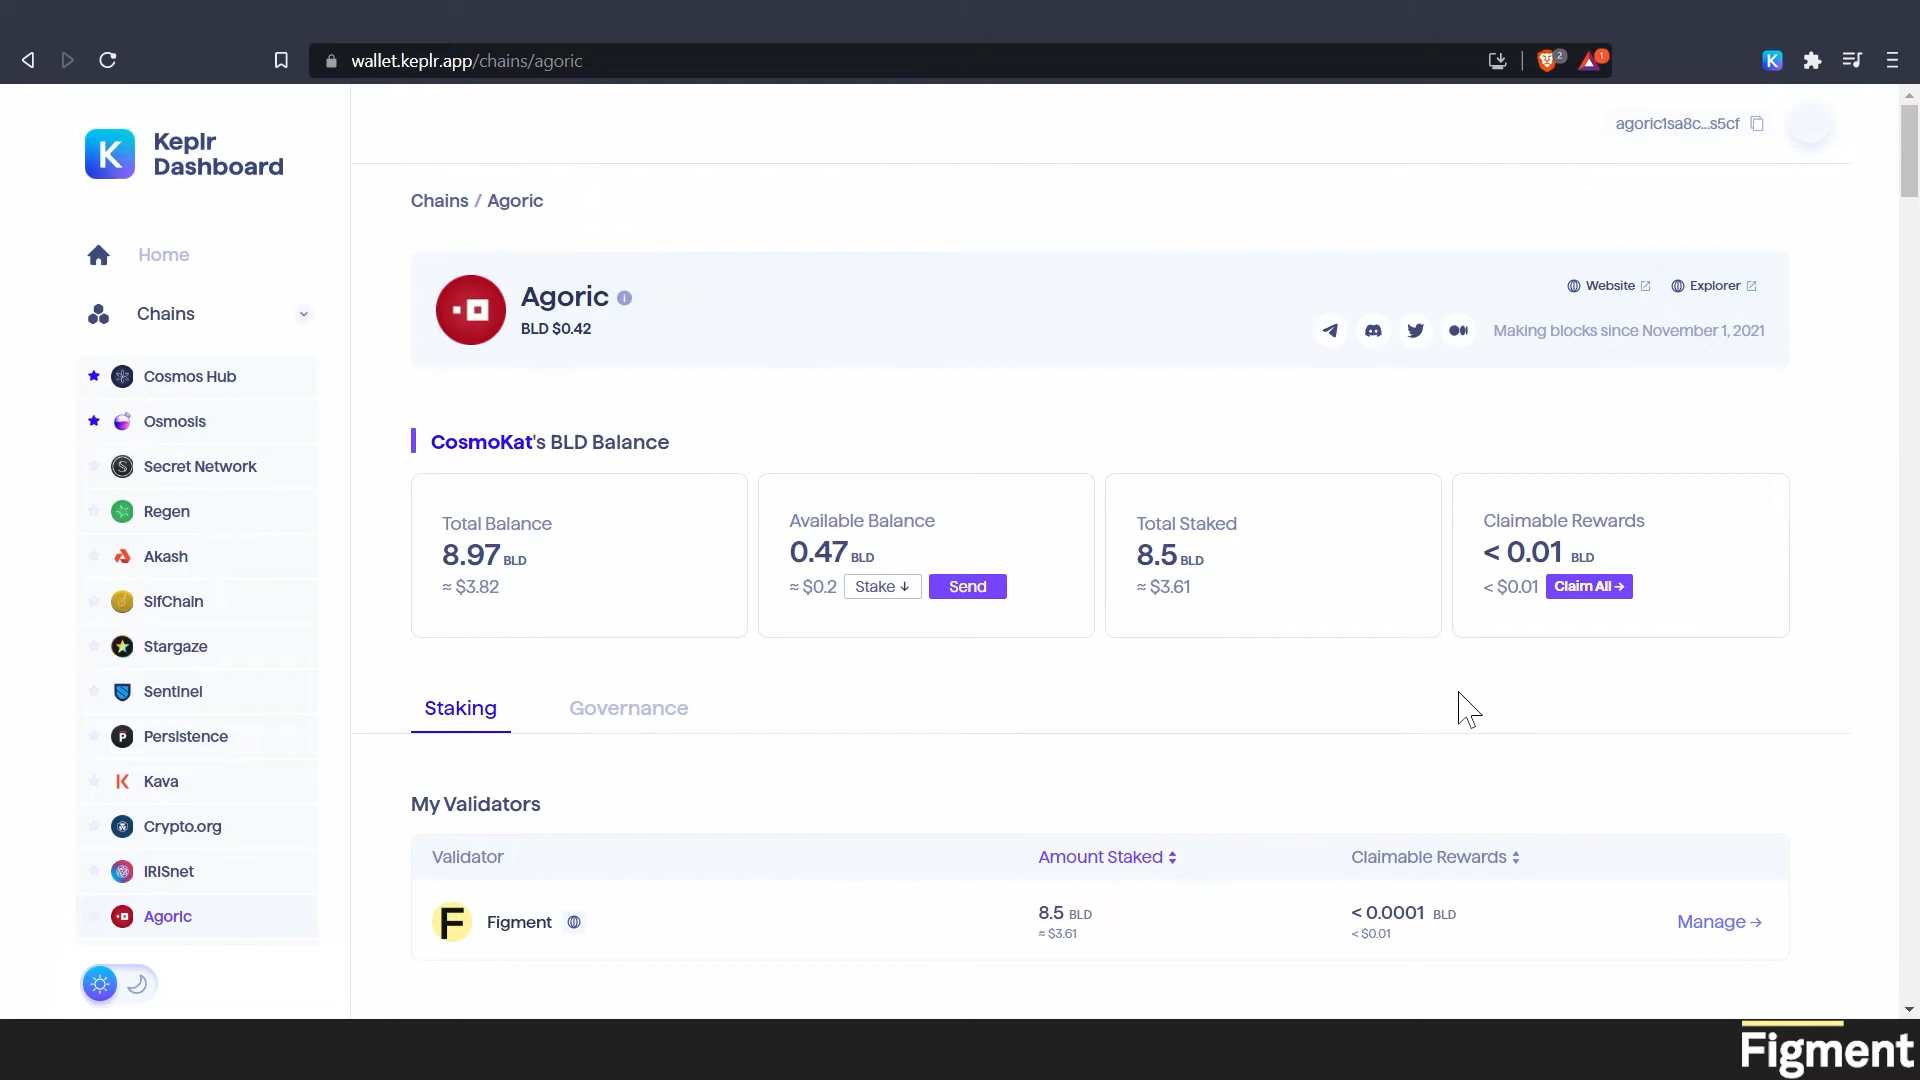 wallet.keplr.app/chains/agoric
2
1
K
K
Keplr
Dashboard
agoric1sa8c...s5cf
Home
Chains
Cosmos Hub
Osmosis
Secret Network
Regen
Akash
SifChain
Stargaze
Sentinel
Persistence
Kava
Crypto.org
IRISnet
Agoric
Chains / Agoric
Agoric
BLD $0.42
Website
Explorer
Making blocks since November 1, 2021
CosmoKat's BLD Balance
Total Balance
8.97 BLD
≈ $3.82
Available Balance
0.47 BLD
≈ $0.2 Stake ↓ Send
Total Staked
8.5 BLD
≈ $3.61
Claimable Rewards
< 0.01 BLD
< $0.01 Claim All →
Staking
Governance
My Validators
Validator
Amount Staked
Claimable Rewards
F
Figment
8.5 BLD
≈ $3.61
< 0.0001 BLD
< $0.01
Manage →
Figment